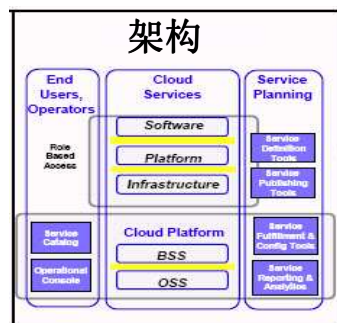 架构
End
Users,
Operators
Cloud
Services
Service
Planning
Role
Based
Access
Software
Platform
Infrastructure
Service
Definition
Tools
Service
Publishing
Tools
Service
Catalog
Operational
Console
Cloud Platform
BSS
OSS
Service
Fulfillment &
Config Tools
Service
Reporting &
Analytics